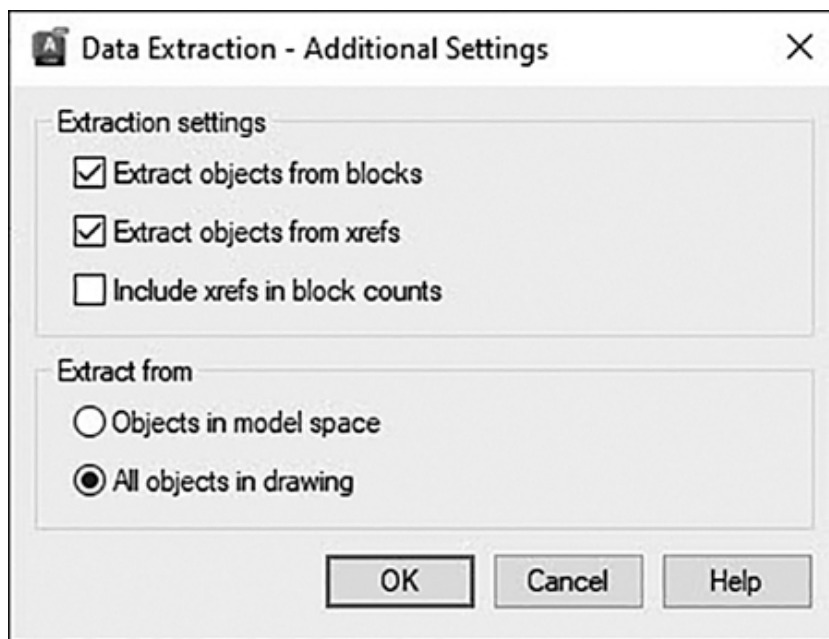 Data Extraction - Additional Settings
Extraction settings
Extract objects from blocks
Extract objects from xrefs
Include xrefs in block counts
Extract from
Objects in model space
All objects in drawing
OK Cancel Help